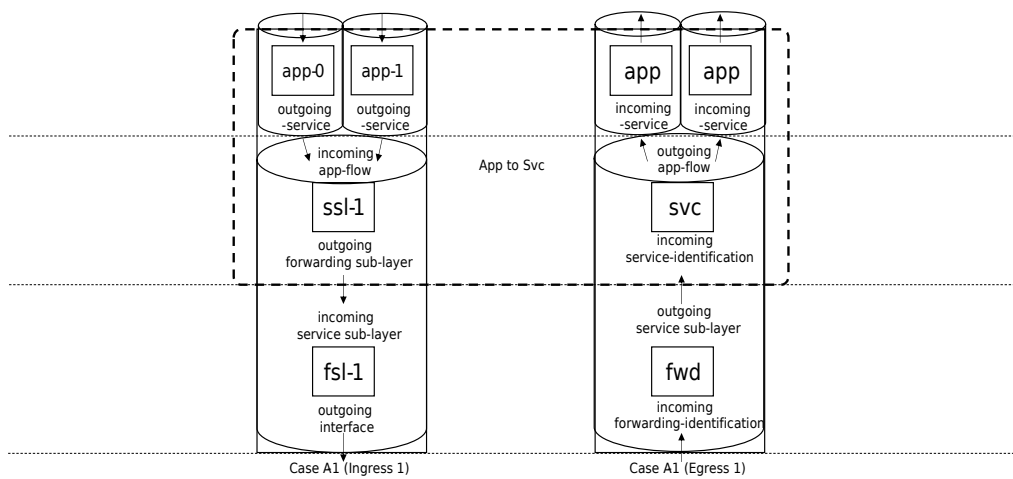 app-0
app-1
app
app
outgoing
-service
outgoing
-service
incoming
-service
incoming
-service
incoming
app-flow
App to Svc
outgoing
app-flow
ssl-1
svc
outgoing
forwarding sub-layer
incoming
service-identification
incoming
service sub-layer
outgoing
service sub-layer
fsl-1
fwd
outgoing
interface
incoming
forwarding-identification
Case A1 (Ingress 1)
Case A1 (Egress 1)